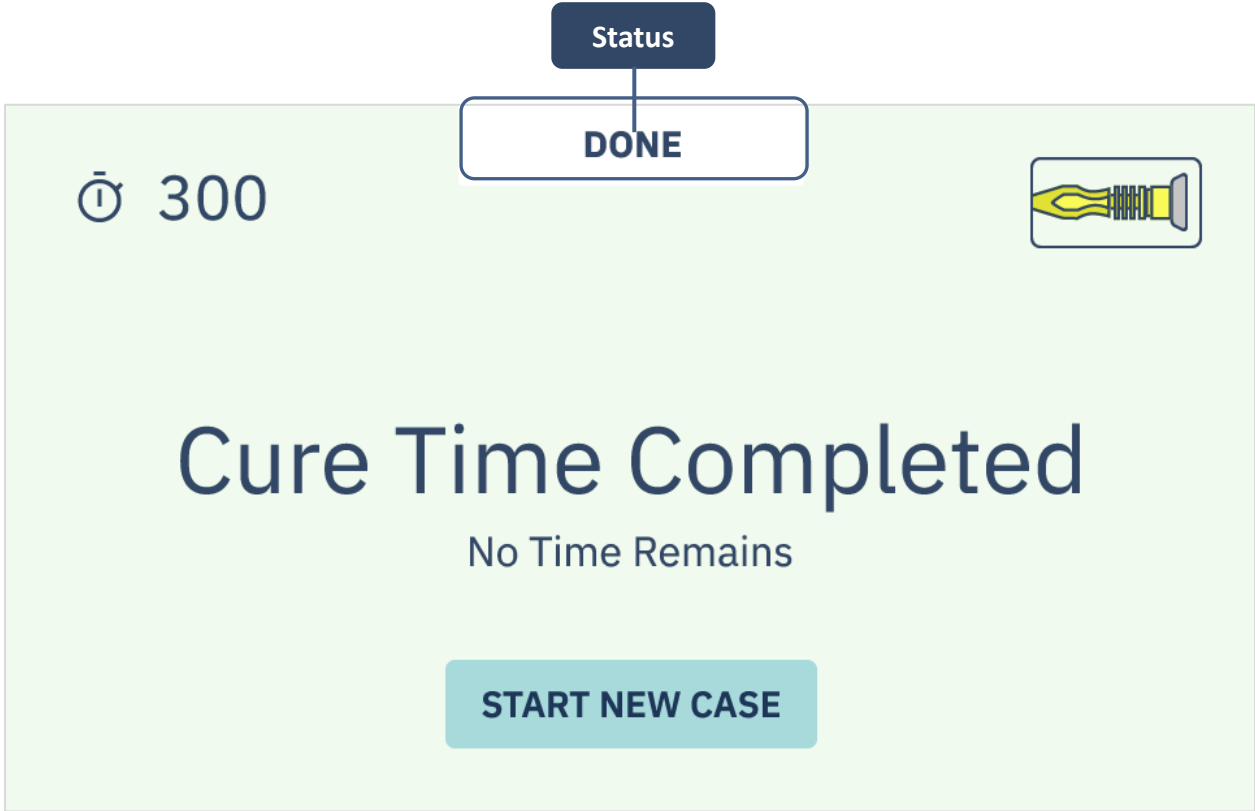 Status
DONE
300
Cure Time Completed
No Time Remains
START NEW CASE